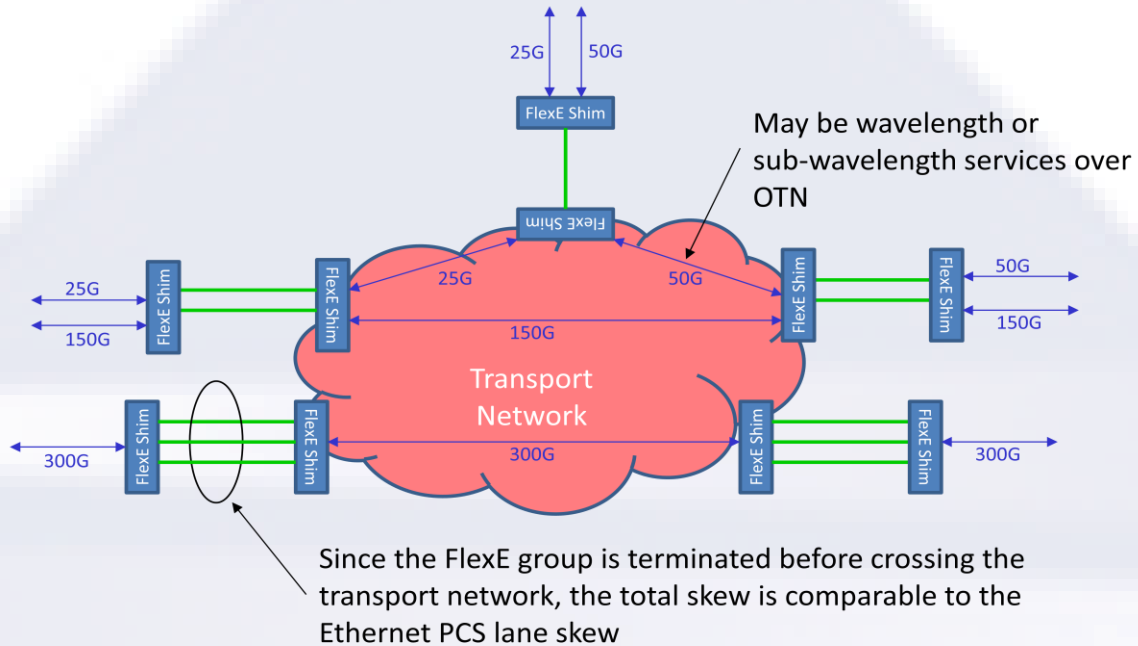 25G
50G
FlexE Shim
May be wavelength or
sub-wavelength services over
OTN
FlexE Shim
25G
150G
FlexE Shim
FlexE Shim
25G
50G
150G
FlexE Shim
FlexE Shim
50G
150G
Transport
Network
300G
FlexE Shim
FlexE Shim
300G
FlexE Shim
FlexE Shim
300G
Since the FlexE group is terminated before crossing the
transport network, the total skew is comparable to the
Ethernet PCS lane skew